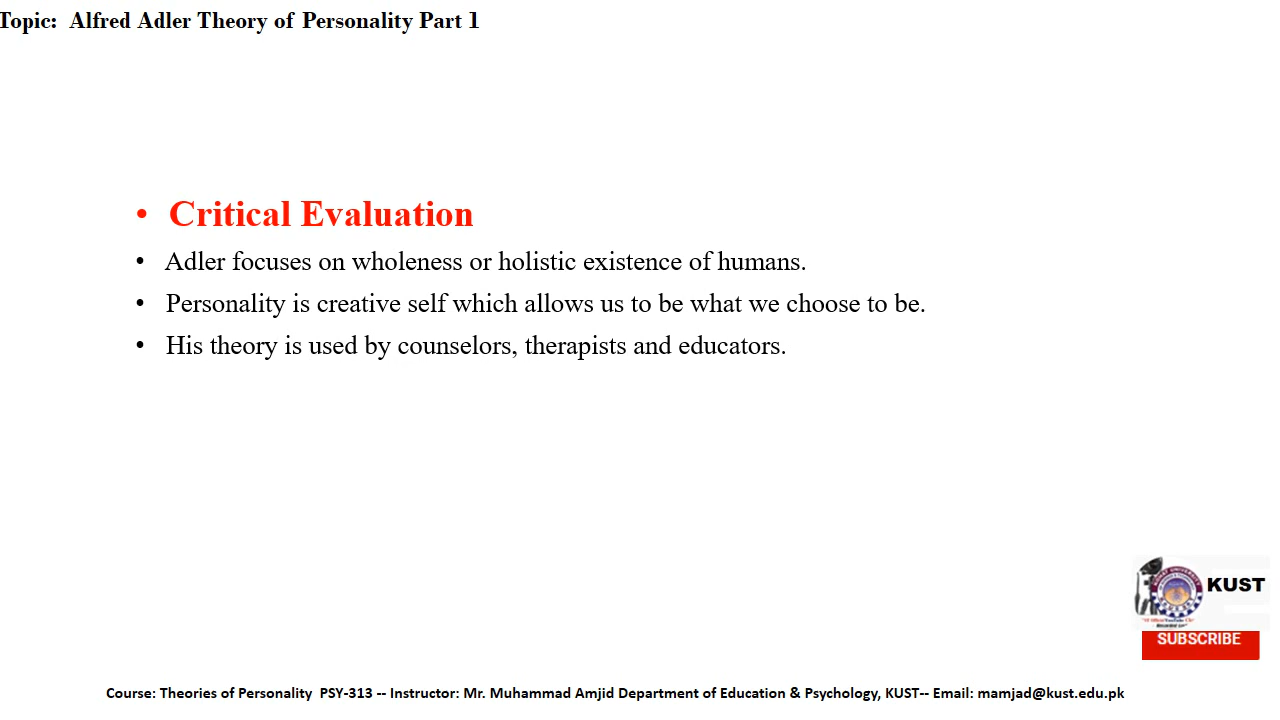 Topic: Alfred Adler Theory of Personality Part 1
• Critical Evaluation
• Adler focuses on wholeness or holistic existence of humans.
• Personality is creative self which allows us to be what we choose to be.
• His theory is used by counselors, therapists and educators.
KUST
SUBSCRIBE
Course: Theories of Personality PSY-313 -- Instructor: Mr. Muhammad Amjid Department of Education & Psychology, KUST-- Email: mamjad@kust.edu.pk